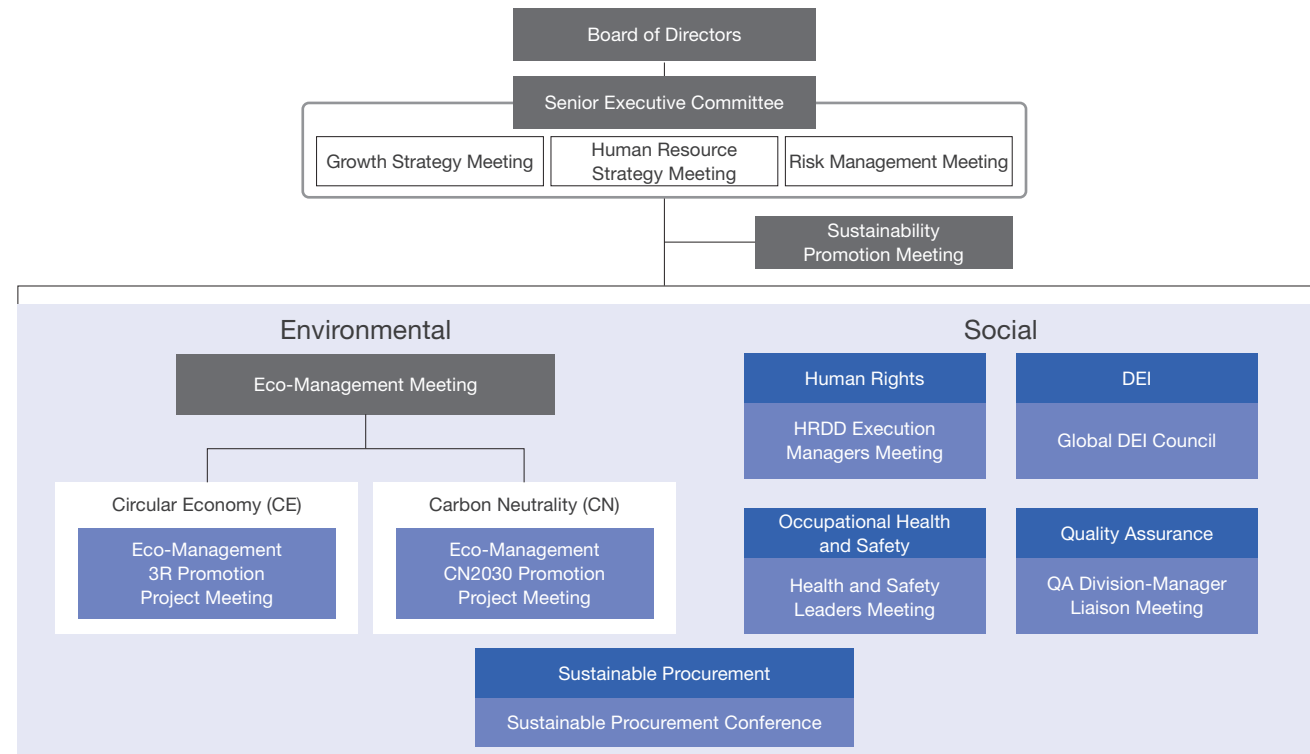 Board of Directors
Senior Executive Committee
Growth Strategy Meeting
Human Resource
Strategy Meeting
Risk Management Meeting
Sustainability
Promotion Meeting
Environmental
Eco-Management Meeting
Circular Economy (CE)
Eco-Management
3R Promotion
Project Meeting
Carbon Neutrality (CN)
Eco-Management
CN2030 Promotion
Project Meeting
Social
Human Rights
HRDD Execution
Managers Meeting
DEI
Global DEI Council
Occupational Health
and Safety
Health and Safety
Leaders Meeting
Quality Assurance
QA Division-Manager
Liaison Meeting
Sustainable Procurement
Sustainable Procurement Conference